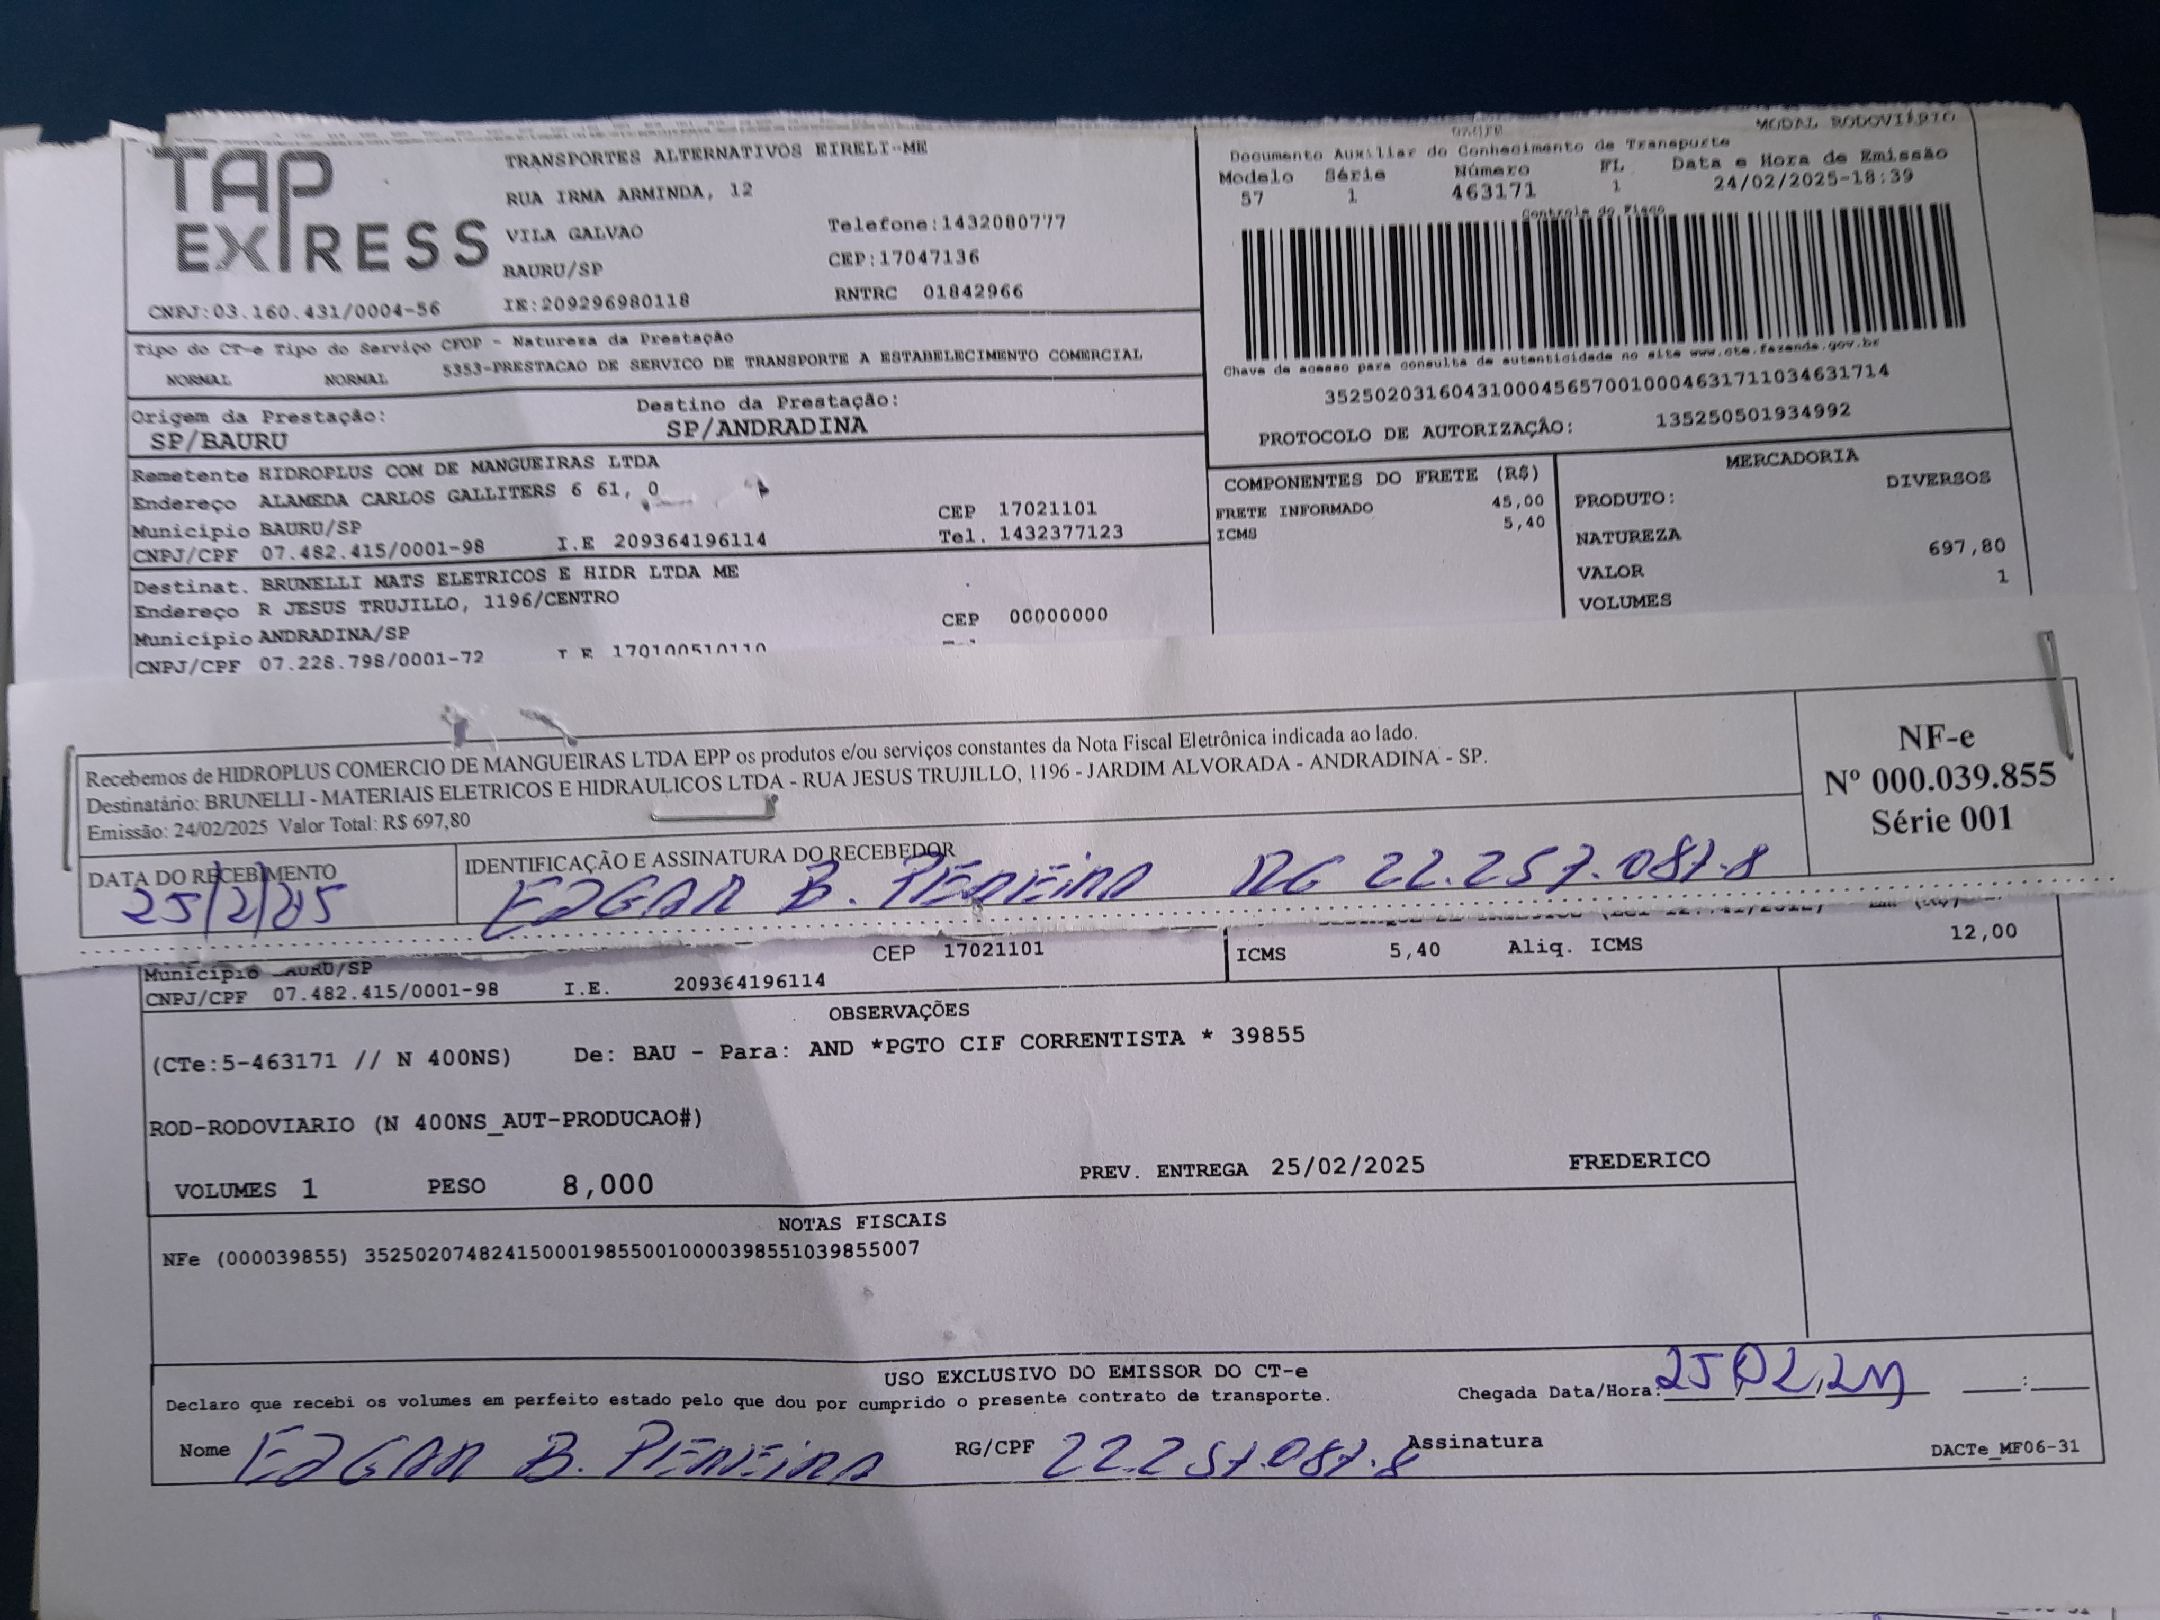 TAP EXPRESS
TRANSPORTES ALTERNATIVOS EIRELI-ME
RUA IRMA ARMINDA, 12
VILA GALVAO Telefone:1432080777
BAURU/SP CEP:17047136
CNPJ:03.160.431/0004-56 IE:209296980118 RNTRC 01842966
MODAL RODOVIÁRIO
Documento Auxiliar do Conhecimento de Transporte
Modelo Série Número FL Data e Hora de Emissão
57 1 463171 1 24/02/2025-18:39
Controle do Fisco
Chave de acesso para consulta de autenticidade no site www.cte.fazenda.gov.br
35250203160431000456570010004631711034631714
PROTOCOLO DE AUTORIZAÇÃO: 135250501934992
Tipo do CT-e Tipo do Serviço CFOP - Natureza da Prestação
NORMAL NORMAL 5353-PRESTACAO DE SERVICO DE TRANSPORTE A ESTABELECIMENTO COMERCIAL
Origem da Prestação: Destino da Prestação:
SP/BAURU SP/ANDRADINA
Remetente HIDROPLUS COM DE MANGUEIRAS LTDA
Endereço ALAMEDA CARLOS GALLITERS 6 61, 0
Município BAURU/SP CEP 17021101
CNPJ/CPF 07.482.415/0001-98 I.E 209364196114 Tel. 1432377123
Destinat. BRUNELLI MATS ELETRICOS E HIDR LTDA ME
Endereço R JESUS TRUJILLO, 1196/CENTRO
Município ANDRADINA/SP CEP 00000000
CNPJ/CPF 07.228.798/0001-72 I E 170100510110
COMPONENTES DO FRETE (R$)
FRETE INFORMADO 45,00
ICMS 5,40
MERCADORIA
PRODUTO: DIVERSOS
NATUREZA
VALOR 697,80
VOLUMES 1
Recebemos de HIDROPLUS COMERCIO DE MANGUEIRAS LTDA EPP os produtos e/ou serviços constantes da Nota Fiscal Eletrônica indicada ao lado.
Destinatário: BRUNELLI - MATERIAIS ELETRICOS E HIDRAULICOS LTDA - RUA JESUS TRUJILLO, 1196 - JARDIM ALVORADA - ANDRADINA - SP.
Emissão: 24/02/2025 Valor Total: R$ 697,80
NF-e
Nº 000.039.855
Série 001
DATA DO RECEBIMENTO IDENTIFICAÇÃO E ASSINATURA DO RECEBEDOR
25/2/25 EDGAR B. PEREIRA RG 22.257.087-8
Município BAURU/SP CEP 17021101
CNPJ/CPF 07.482.415/0001-98 I.E. 209364196114
ICMS 5,40 Aliq. ICMS 12,00
OBSERVAÇÕES
(CTe:5-463171 // N 400NS) De: BAU - Para: AND *PGTO CIF CORRENTISTA * 39855
ROD-RODOVIARIO (N 400NS_AUT-PRODUCAO#)
VOLUMES 1 PESO 8,000 PREV. ENTREGA 25/02/2025 FREDERICO
NOTAS FISCAIS
NFe (000039855) 35250207482415000198550010000398551039855007
USO EXCLUSIVO DO EMISSOR DO CT-e
Declaro que recebi os volumes em perfeito estado pelo que dou por cumprido o presente contrato de transporte. Chegada Data/Hora: 25,02, :
Nome EDGAR B. PEREIRA RG/CPF 22.257.087-8 Assinatura
DACTe_MF06-31